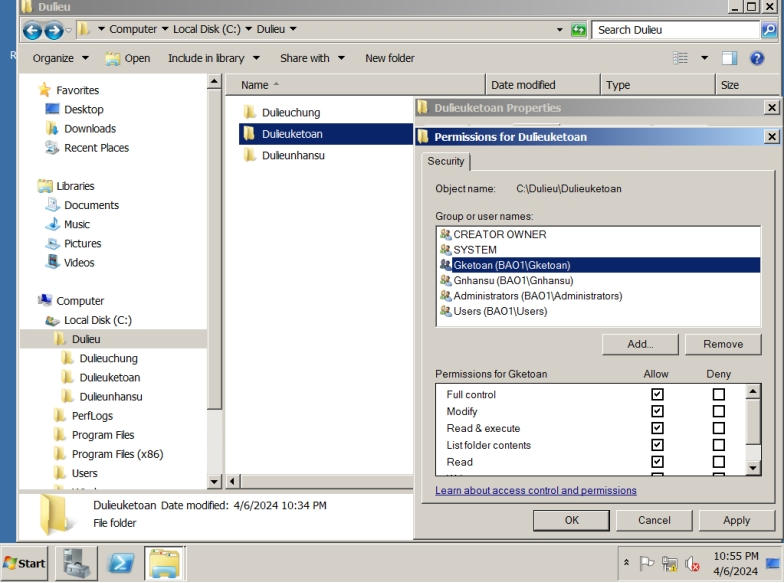 Dulieu
Computer Local Disk (C:) Dulieu
Search Dulieu
Organize Open Include in library Share with New folder
Favorites
Desktop
Downloads
Recent Places
Libraries
Documents
Music
Pictures
Videos
Computer
Local Disk (C:)
Dulieu
Dulieuchung
Dulieuketoan
Dulieunhansu
PerfLogs
Program Files
Program Files (x86)
Users
Name Date modified Type Size
Dulieuchung
Dulieuketoan
Dulieunhansu
Dulieuketoan Properties
Permissions for Dulieuketoan
Security
Object name: C:\Dulieu\Dulieuketoan
Group or user names:
CREATOR OWNER
SYSTEM
Gketoan (BAO1\Gketoan)
Gnhansu (BAO1\Gnhansu)
Administrators (BAO1\Administrators)
Users (BAO1\Users)
Add... Remove
Permissions for Gketoan Allow Deny
Full control
Modify
Read & execute
List folder contents
Read
Learn about access control and permissions
OK Cancel Apply
Dulieuketoan Date modified: 4/6/2024 10:34 PM
File folder
Start
10:55 PM
4/6/2024